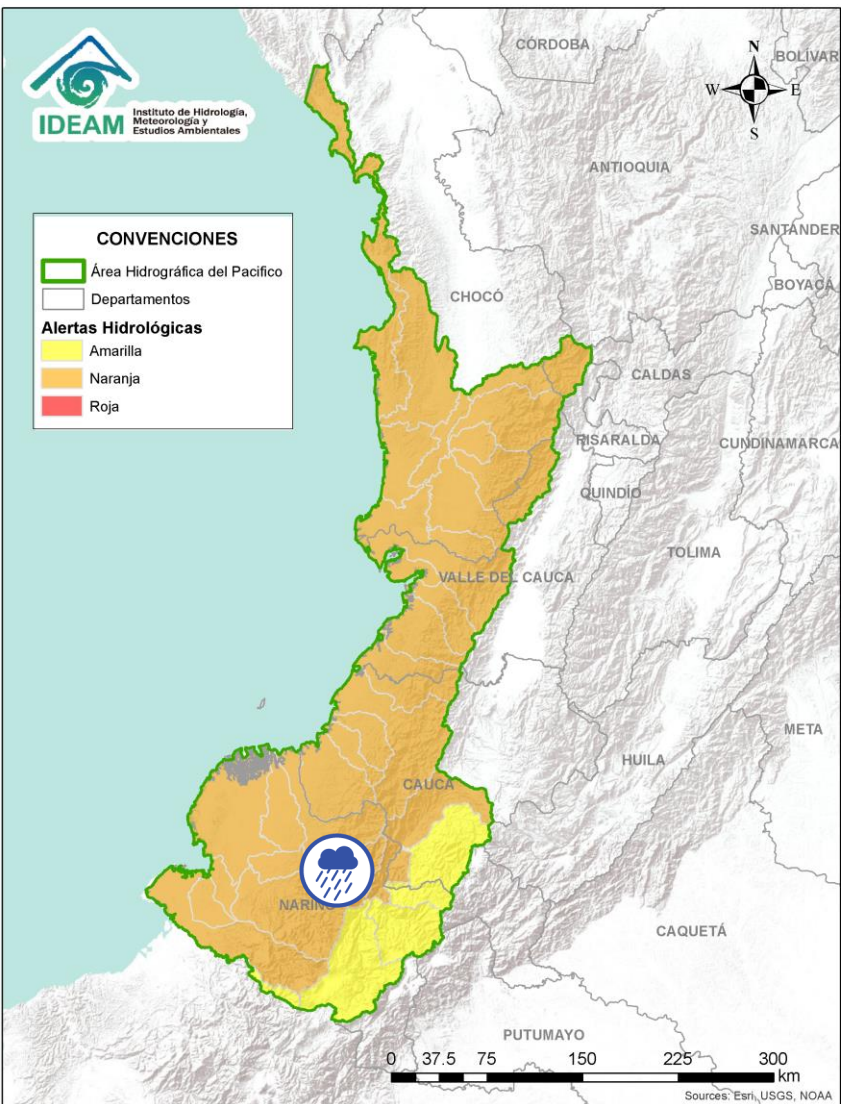 IDEAM
Instituto de Hidrología,
Meteorología y
Estudios Ambientales
CÓRDOBA
BOLÍVAR
N
W
E
S
ANTIOQUIA
SANTANDER
BOYACÁ
CONVENCIONES
Área Hidrográfica del Pacifico
Departamentos
Alertas Hidrológicas
Amarilla
Naranja
Roja
CHOCÓ
CALDAS
RISARALDA
CUNDINAMARCA
QUINDÍO
TOLIMA
VALLE DEL CAUCA
META
HUILA
CAUCA
NARIÑO
CAQUETÁ
PUTUMAYO
0 37.5 75 150 225 300
km
Sources: Esri, USGS, NOAA